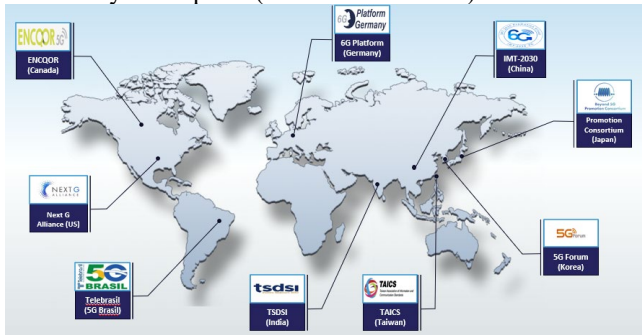 ENCQOR 5G
ENCQOR
(Canada)
6G Platform
Germany
6G Platform
(Germany)
6G
IMT-2030
(China)
Beyond 5G
Promotion Consortium
Promotion
Consortium
(Japan)
NEXT G
ALLIANCE
Next G
Alliance (US)
5G Forum
5G Forum
(Korea)
Telebrasil
5G
BRASIL
Telebrasil
(5G Brasil)
tsdsi
TSDSI
(India)
TAICS
TAICS
(Taiwan)